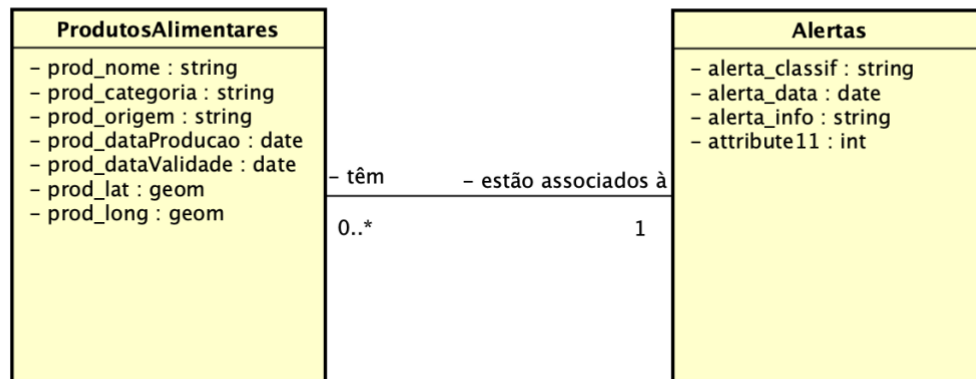 ProdutosAlimentares
- prod_nome : string
- prod_categoria : string
- prod_origem : string
- prod_dataProducao : date
- prod_dataValidade : date
- prod_lat : geom
- prod_long : geom
- têm
0..*
- estão associados à
1
Alertas
- alerta_classif : string
- alerta_data : date
- alerta_info : string
- attribute11 : int